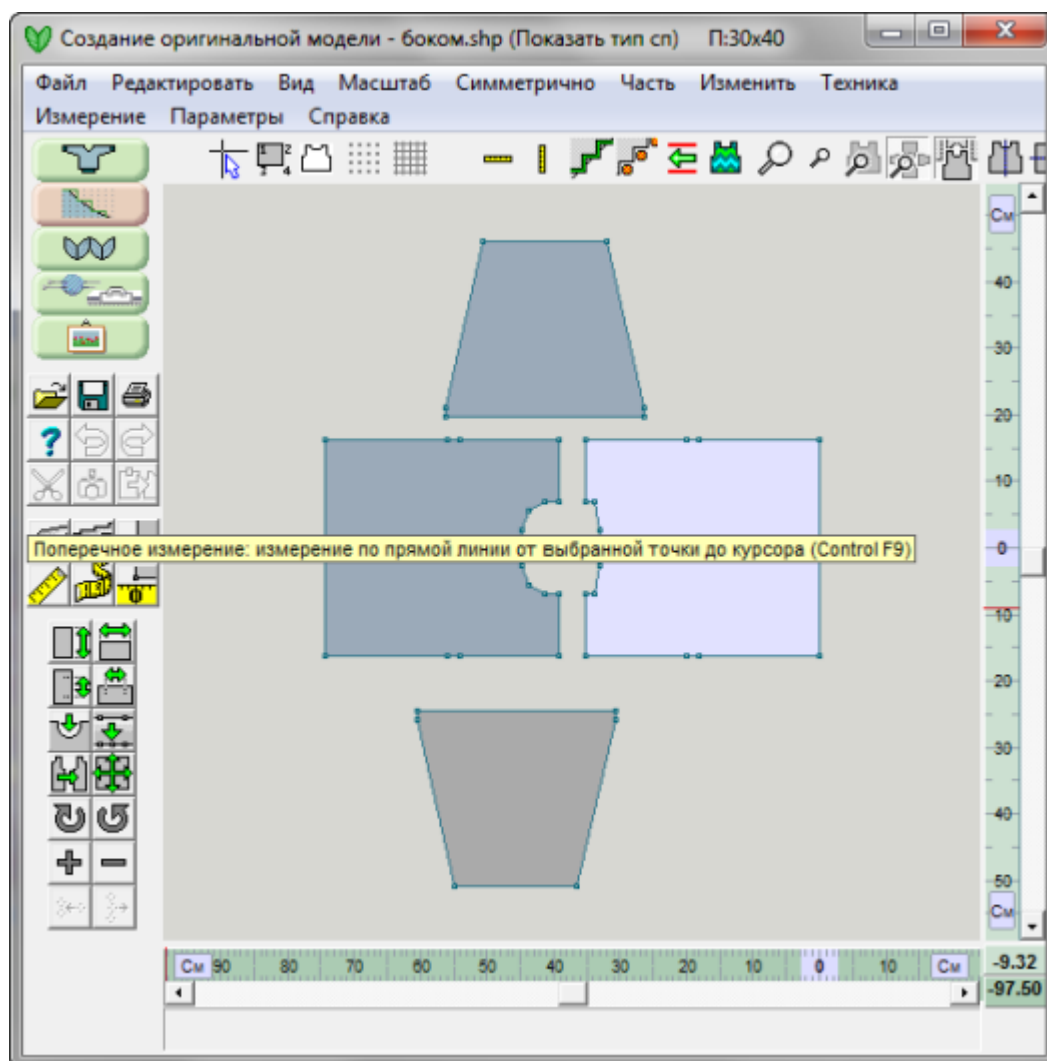 Создание оригинальной модели - боком.shp (Показать тип сп) П:30х40
Файл Редактировать Вид Масштаб Симметрично Часть Изменить Техника
Измерение Параметры Справка
См
40
30
20
10
0
10
20
30
40
50
См
Поперечное измерение: измерение по прямой линии от выбранной точки до курсора (Control F9)
См 90 80 70 60 50 40 30 20 10 0 10 См
-9.32
-97.50